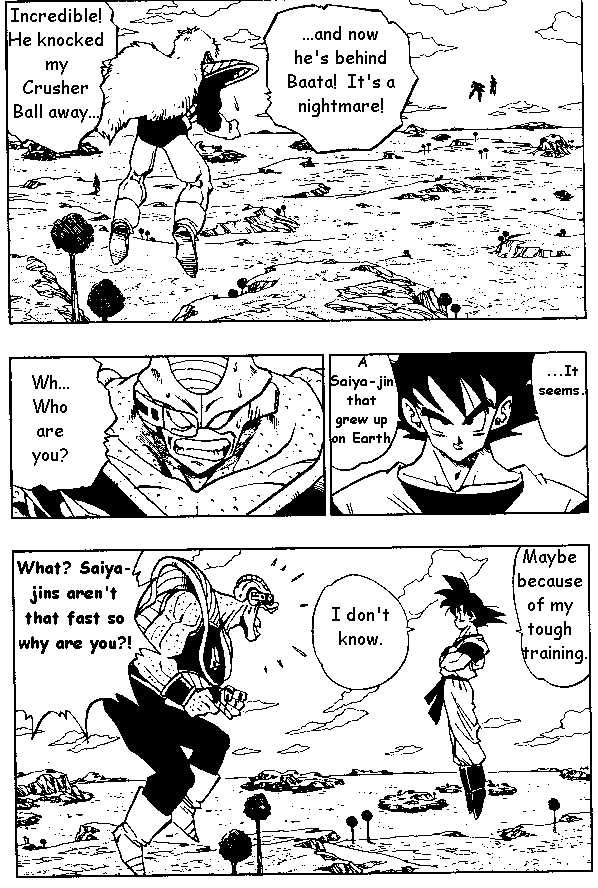 Incredible!
He knocked
my
Crusher
Ball away...
...and now
he's behind
Baata! It's a
nightmare!
Wh...
Who
are
you?
A
Saiya-jin
that
grew up
on Earth
...It
seems.
What? Saiya-
jins aren't
that fast so
why are you?!
I don't
know.
Maybe
because
of my
tough
training.